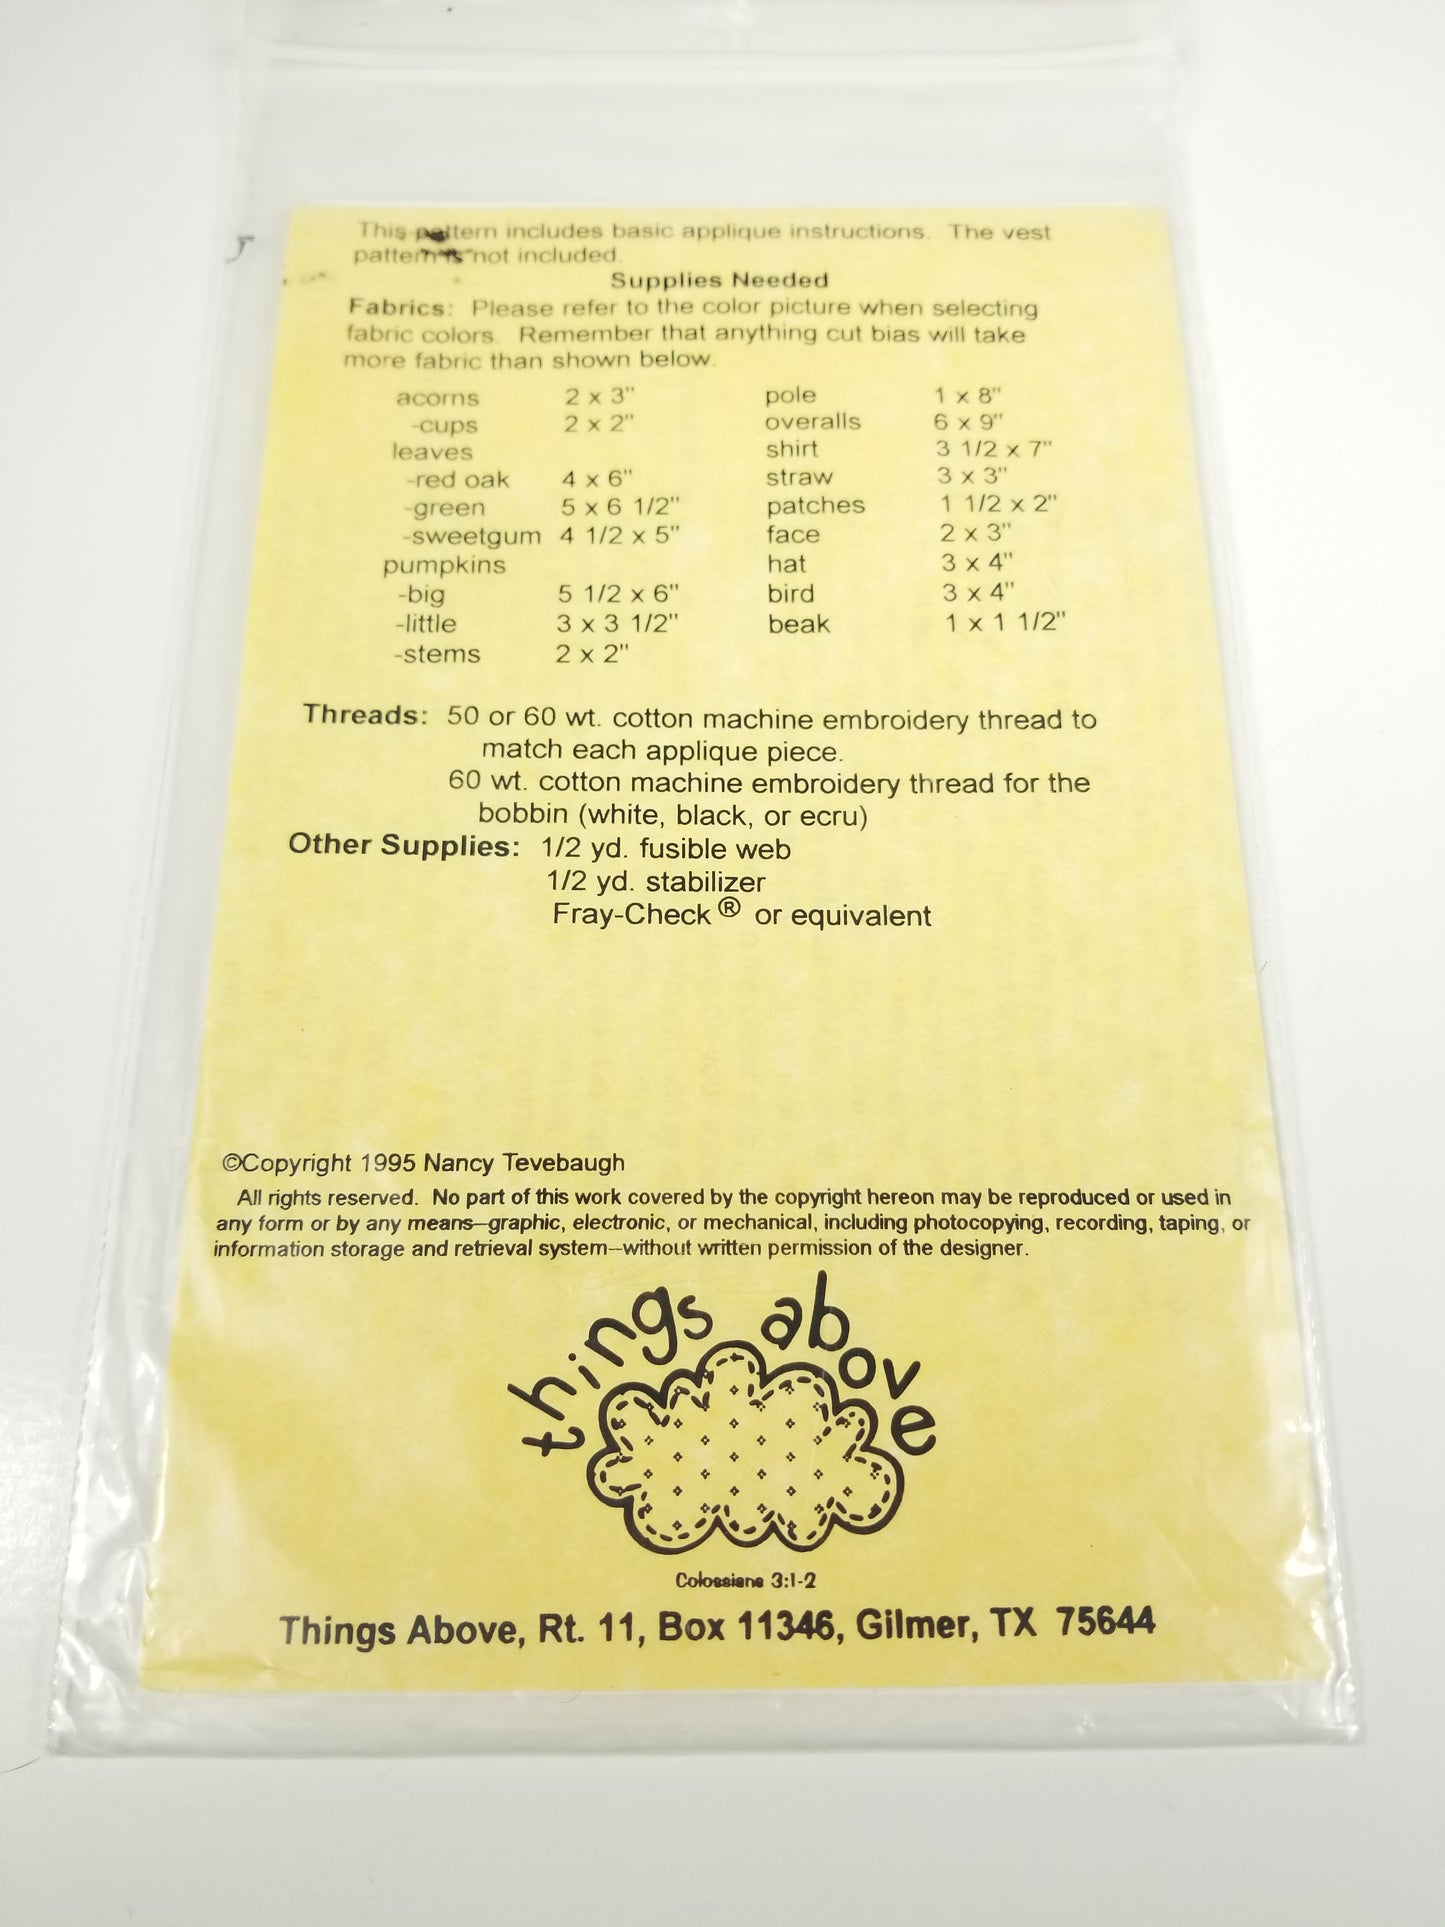 This pattern includes basic applique instructions. The vest
pattern is not included.
Supplies Needed
Fabrics: Please refer to the color picture when selecting
fabric colors. Remember that anything cut bias will take
more fabric than shown below.
acorns 2 x 3" pole 1 x 8"
-cups 2 x 2" overalls 6 x 9"
leaves shirt 3 1/2 x 7"
-red oak 4 x 6" straw 3 x 3"
-green 5 x 6 1/2" patches 1 1/2 x 2"
-sweetgum 4 1/2 x 5" face 2 x 3"
pumpkins hat 3 x 4"
-big 5 1/2 x 6" bird 3 x 4"
-little 3 x 3 1/2" beak 1 x 1 1/2"
-stems 2 x 2"
Threads: 50 or 60 wt. cotton machine embroidery thread to
match each applique piece.
60 wt. cotton machine embroidery thread for the
bobbin (white, black, or ecru)
Other Supplies: 1/2 yd. fusible web
1/2 yd. stabilizer
Fray-Check® or equivalent
©Copyright 1995 Nancy Tevebaugh
All rights reserved. No part of this work covered by the copyright hereon may be reproduced or used in
any form or by any means—graphic, electronic, or mechanical, including photocopying, recording, taping, or
information storage and retrieval system—without written permission of the designer.
things above
Colossians 3:1-2
Things Above, Rt. 11, Box 11346, Gilmer, TX 75644